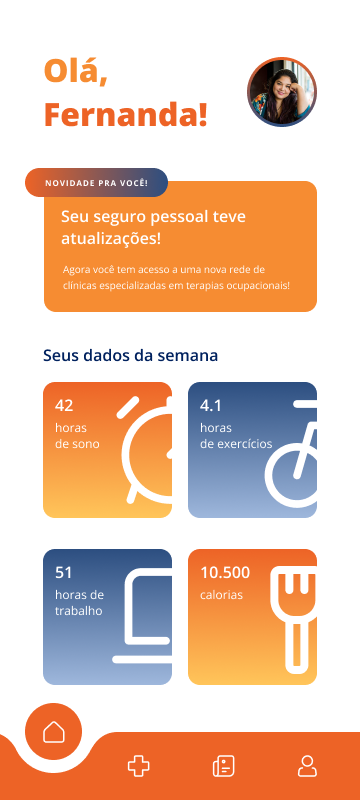 Olá,
Fernanda!
NOVIDADE PRA VOCÊ!
Seu seguro pessoal teve
atualizações!
Agora você tem acesso a uma nova rede de
clínicas especializadas em terapias ocupacionais!
Seus dados da semana
42
horas
de sono
4.1
horas
de exercícios
51
horas de
trabalho
10.500
calorias